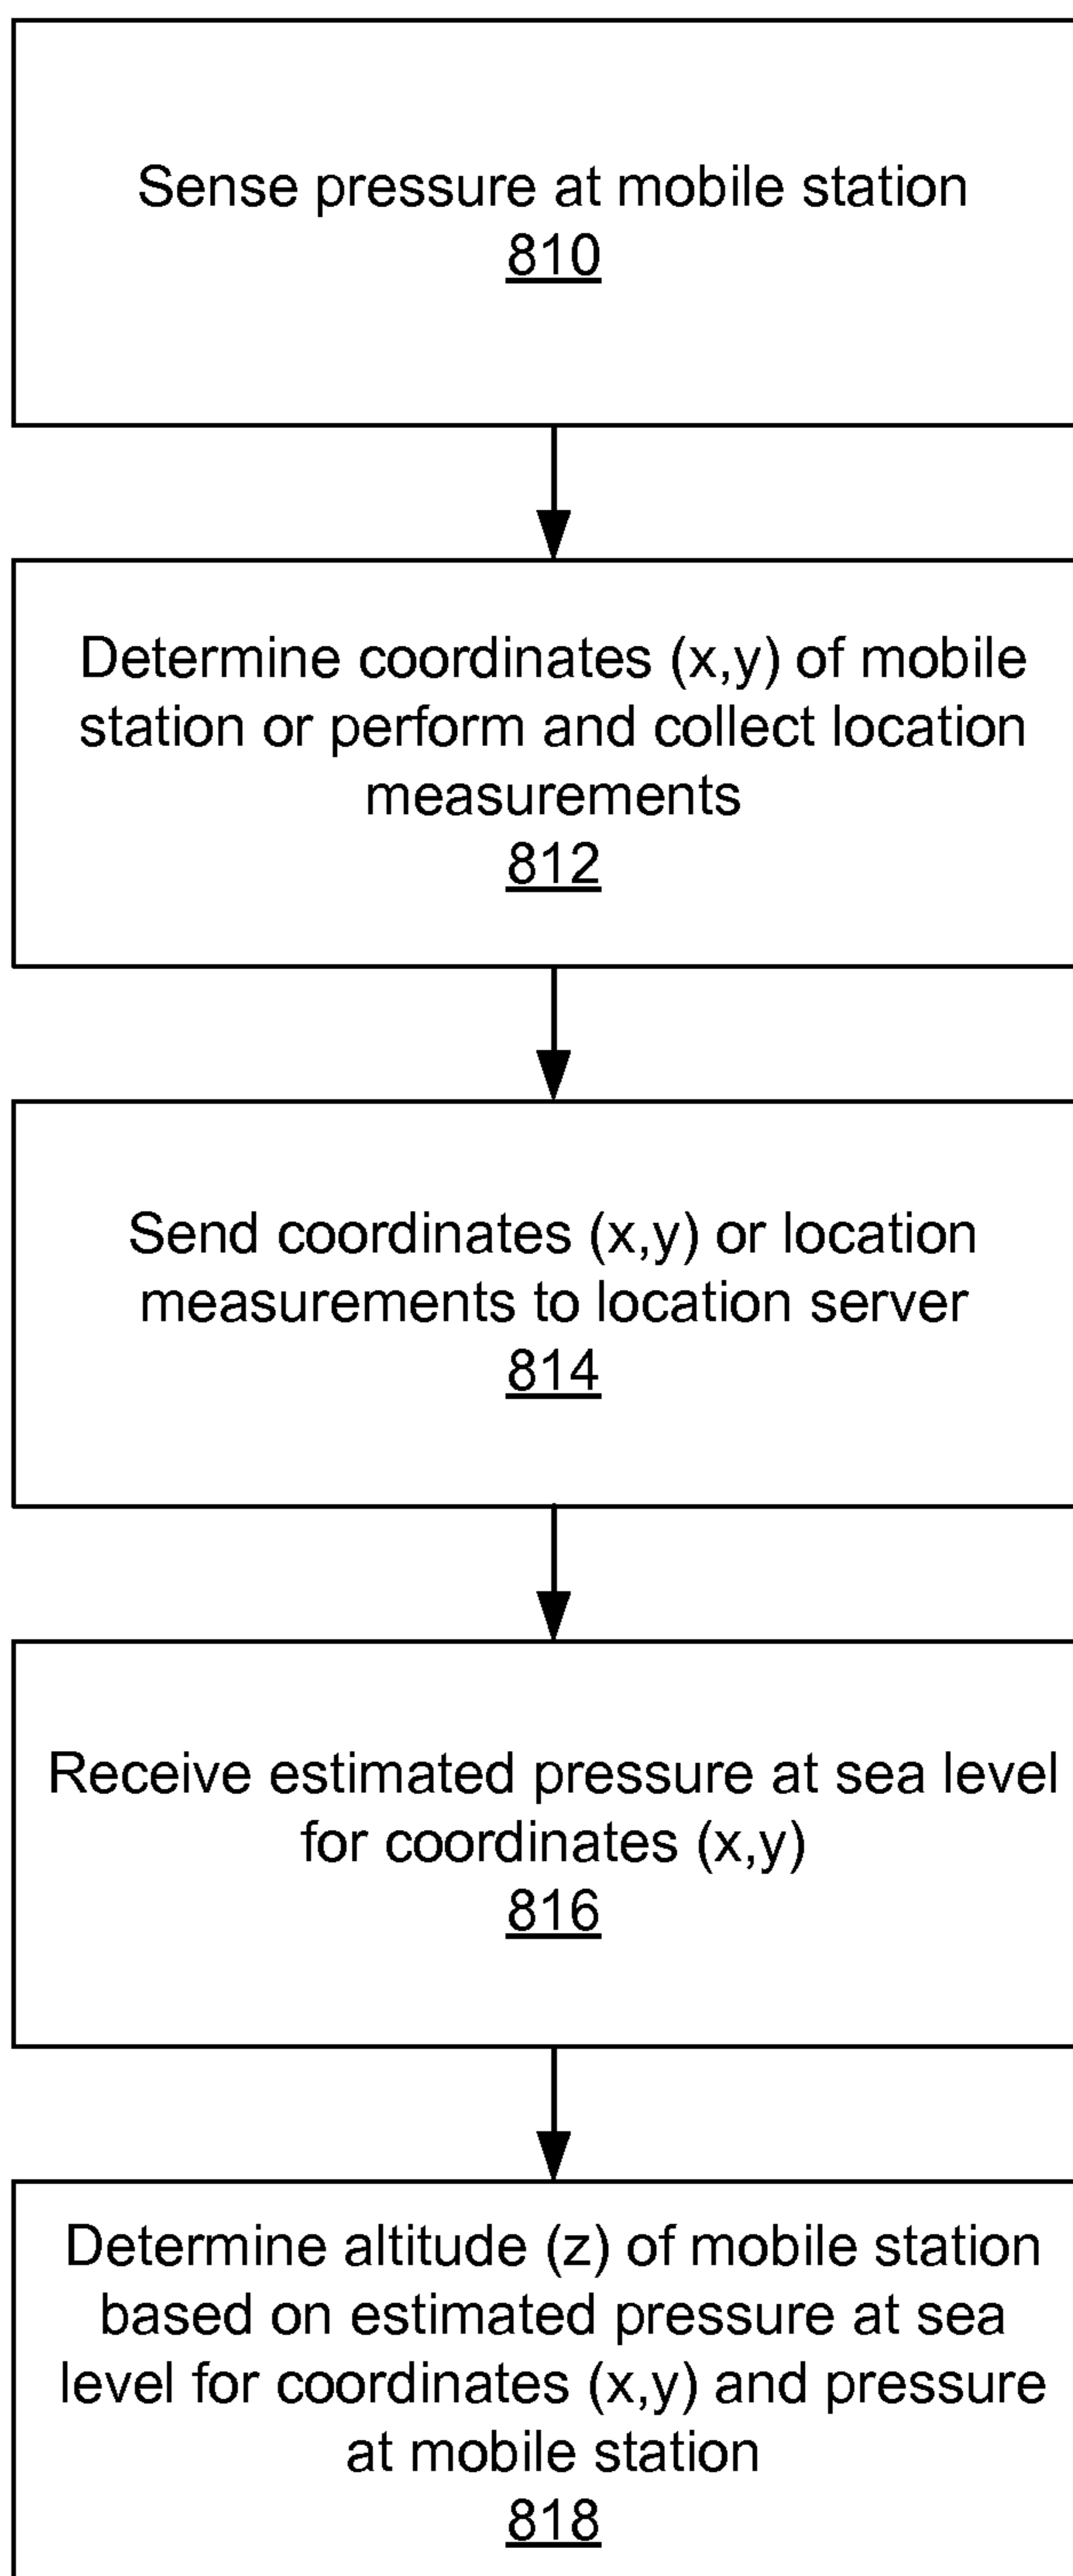 Sense pressure at mobile station
810
Determine coordinates (x,y) of mobile
station or perform and collect location
measurements
812
Send coordinates (x,y) or location
measurements to location server
814
Receive estimated pressure at sea level
for coordinates (x,y)
816
Determine altitude (z) of mobile station
based on estimated pressure at sea
level for coordinates (x,y) and pressure
at mobile station
818